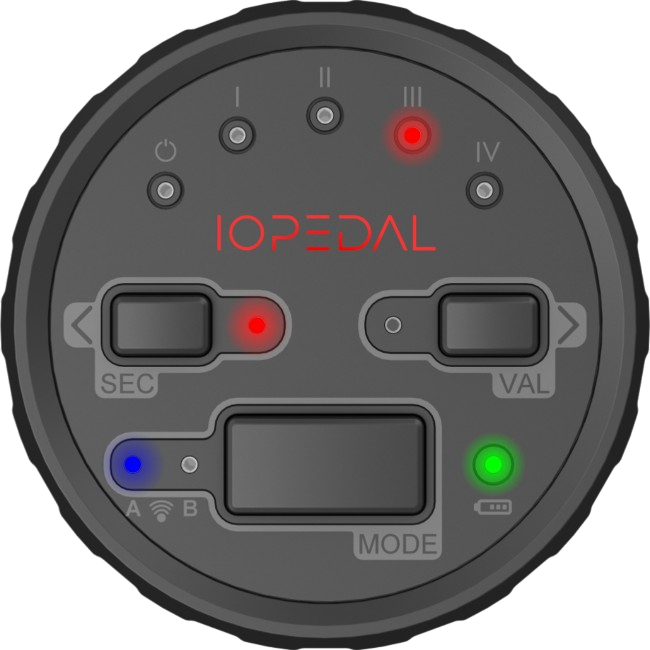 II
I III
IV
IOPEDAL
< >
SEC VAL
A B
MODE